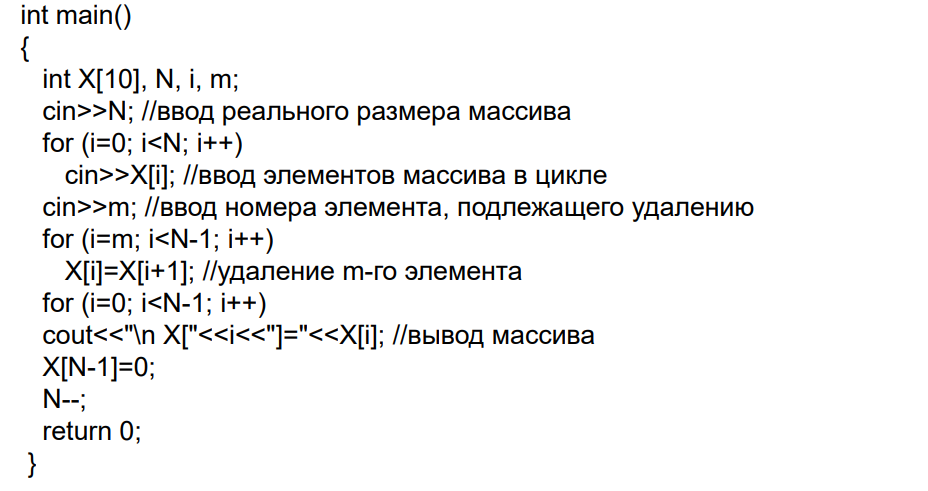 int main()
{
int X[10], N, i, m;
cin>>N; //ввод реального размера массива
for (i=0; i<N; i++)
cin>>X[i]; //ввод элементов массива в цикле
cin>>m; //ввод номера элемента, подлежащего удалению
for (i=m; i<N-1; i++)
X[i]=X[i+1]; //удаление m-го элемента
for (i=0; i<N-1; i++)
cout<<"\n X["<<i<<"]="<<X[i]; //вывод массива
X[N-1]=0;
N--;
return 0;
}